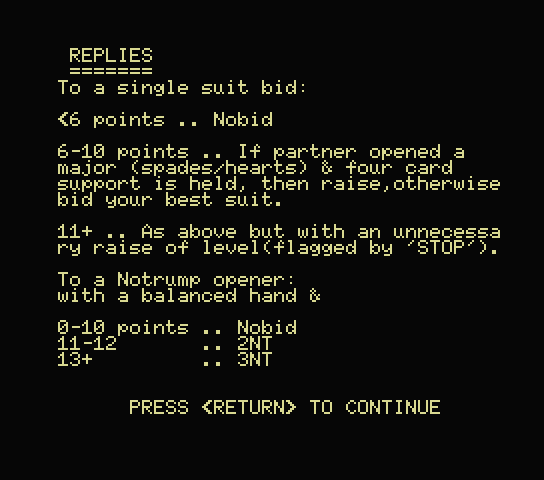 REPLIES
=======
To a single suit bid:
<6 points .. Nobid
6-10 points .. If partner opened a
major (spades/hearts) & four card
support is held, then raise,otherwise
bid your best suit.
11+ .. As above but with an unnecessa
ry raise of level(flagged by 'STOP').
To a Notrump opener:
with a balanced hand &
0-10 points .. Nobid
11-12       .. 2NT
13+         .. 3NT
PRESS <RETURN> TO CONTINUE